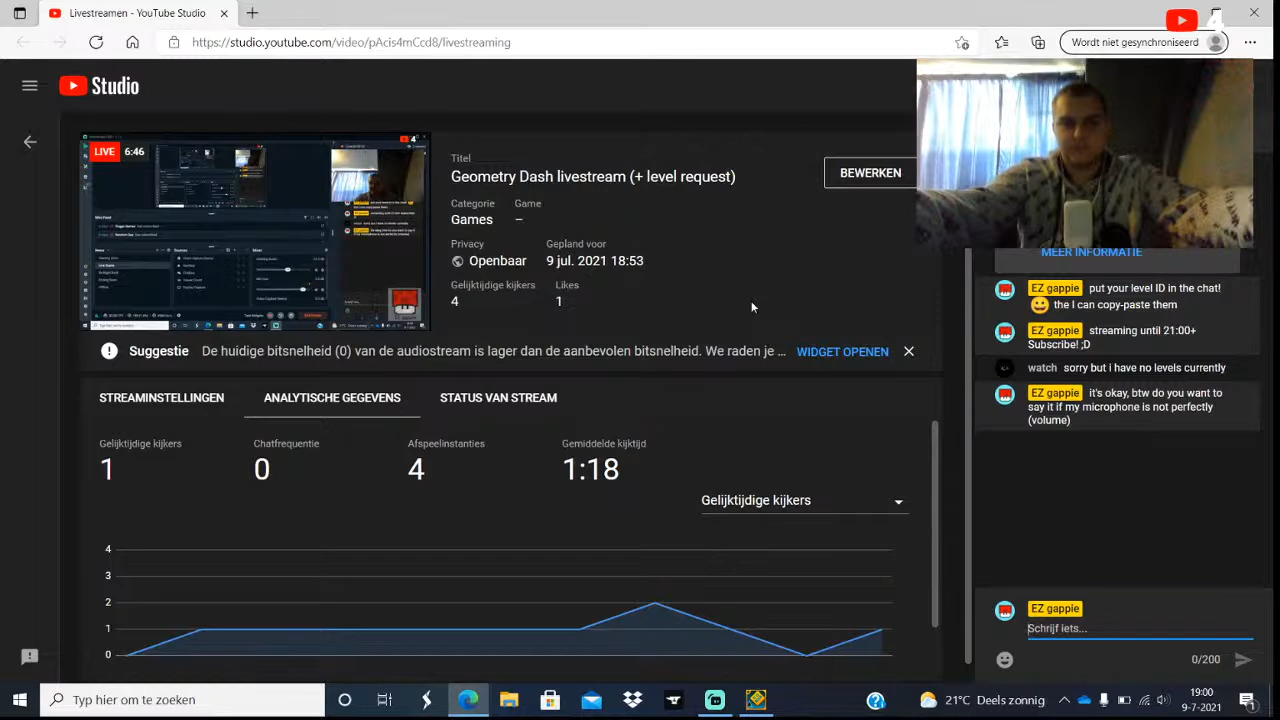 Livestreamen - YouTube Studio
4
https://studio.youtube.com/video/pAcis4mCcd8/livestreaming
Wordt niet gesynchroniseerd
Studio
LIVE 6:46
4
Titel
Geometry Dash livestream (+ level request)
BEWERKEN
Categorie Game
Games –
Privacy Gepland voor
Openbaar 9 jul. 2021 18:53
Gelijktijdige kijkers Likes
4 1
Suggestie De huidige bitsnelheid (0) van de audiostream is lager dan de aanbevolen bitsnelheid. We raden je ... WIDGET OPENEN
STREAMINSTELLINGEN ANALYTISCHE GEGEVENS STATUS VAN STREAM
Gelijktijdige kijkers Chatfrequentie Afspeelinstanties Gemiddelde kijktijd
1 0 4 1:18
Gelijktijdige kijkers
4
3
2
1
0
MEER INFORMATIE
EZ gappie put your level ID in the chat!
the I can copy-paste them
EZ gappie streaming until 21:00+
Subscribe! ;D
watch sorry but i have no levels currently
EZ gappie it's okay, btw do you want to
say it if my microphone is not perfectly
(volume)
EZ gappie
Schrijf iets...
0/200
Typ hier om te zoeken
21°C Deels zonnig
19:00
9-7-2021
1